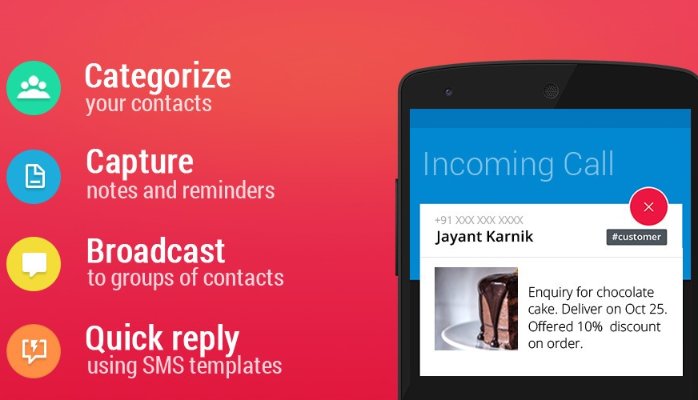 Categorize
your contacts
Capture
notes and reminders
Broadcast
to groups of contacts
Quick reply
using SMS templates
Incoming Call
+91 XXX XXX XXXX
Jayant Karnik
#customer
Enquiry for chocolate
cake. Deliver on Oct 25.
Offered 10% discount
on order.